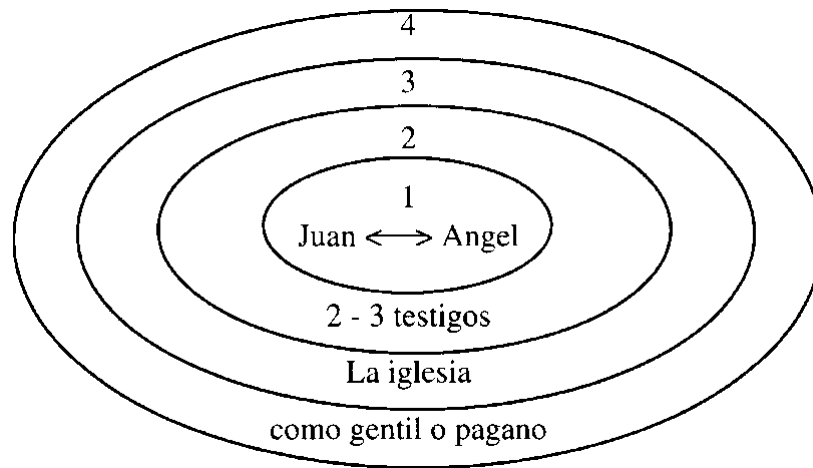 4
3
2
1
Juan ⟷ Angel
2 - 3 testigos
La iglesia
como gentil o pagano